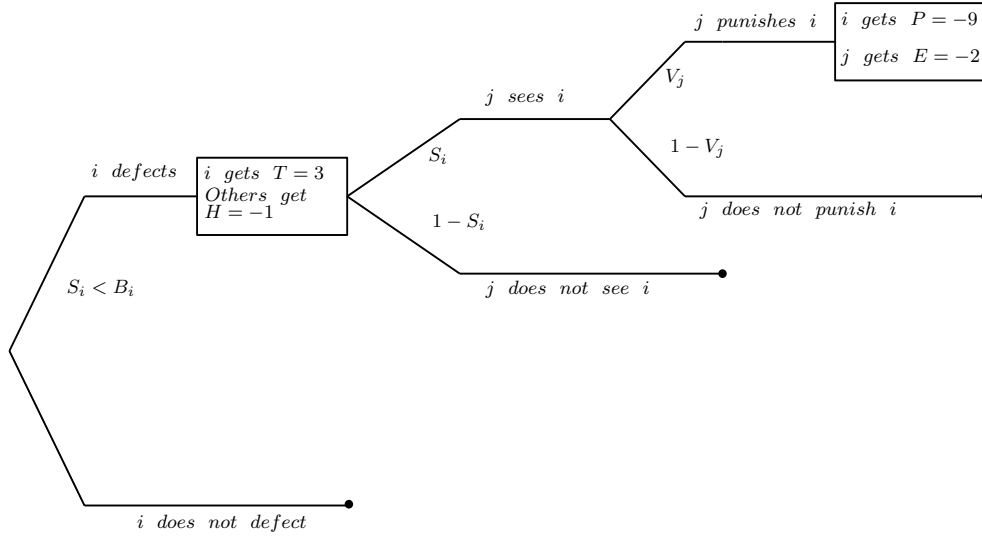 j punishes i
i gets P = −9
j gets E = −2
V_j
j sees i
1 − V_j
S_i
i defects
i gets T = 3
Others get
H = −1
j does not punish i
1 − S_i
S_i < B_i
j does not see i
i does not defect